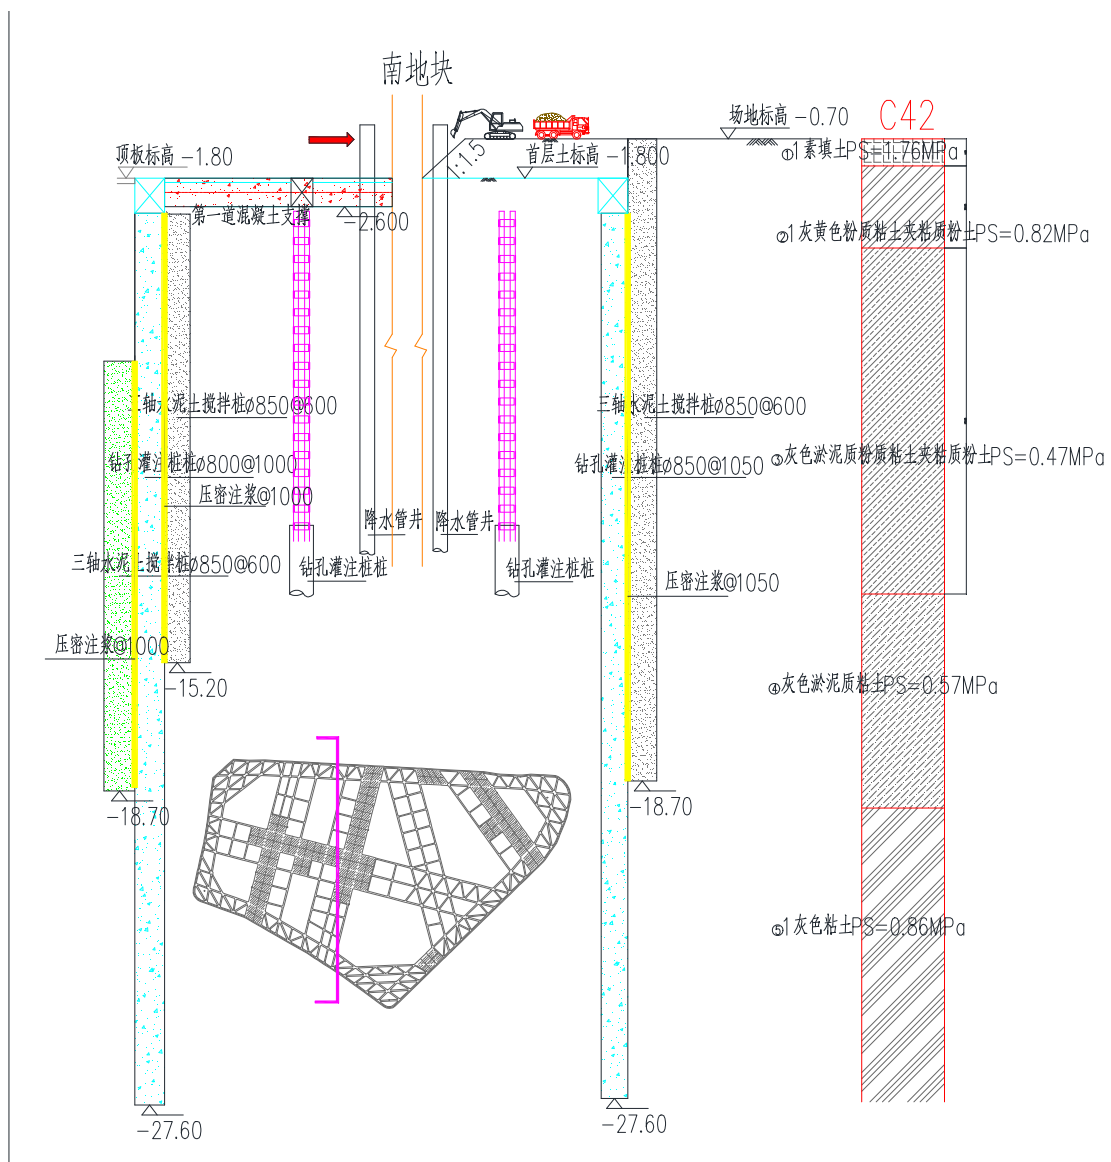 南地块
C42
场地标高 -0.70
1:1.5
①1素填土PS=1.76MPa
顶板标高 -1.80
首层土标高 -1.800
第一道混凝土支撑
-2.600
②1灰黄色粉质粘土夹粘质粉土PS=0.82MPa
三轴水泥土搅拌桩ø850@600
三轴水泥土搅拌桩ø850@600
钻孔灌注桩桩ø800@1000
钻孔灌注桩桩ø850@1050
③灰色淤泥质粉质粘土夹粘质粉土PS=0.47MPa
压密注浆@1000
降水管井
降水管井
三轴水泥土搅拌桩ø850@600
钻孔灌注桩桩
钻孔灌注桩桩
压密注浆@1050
压密注浆@1000
-15.20
④灰色淤泥质粘土PS=0.57MPa
-18.70
-18.70
⑤1灰色粘土PS=0.86MPa
-27.60
-27.60